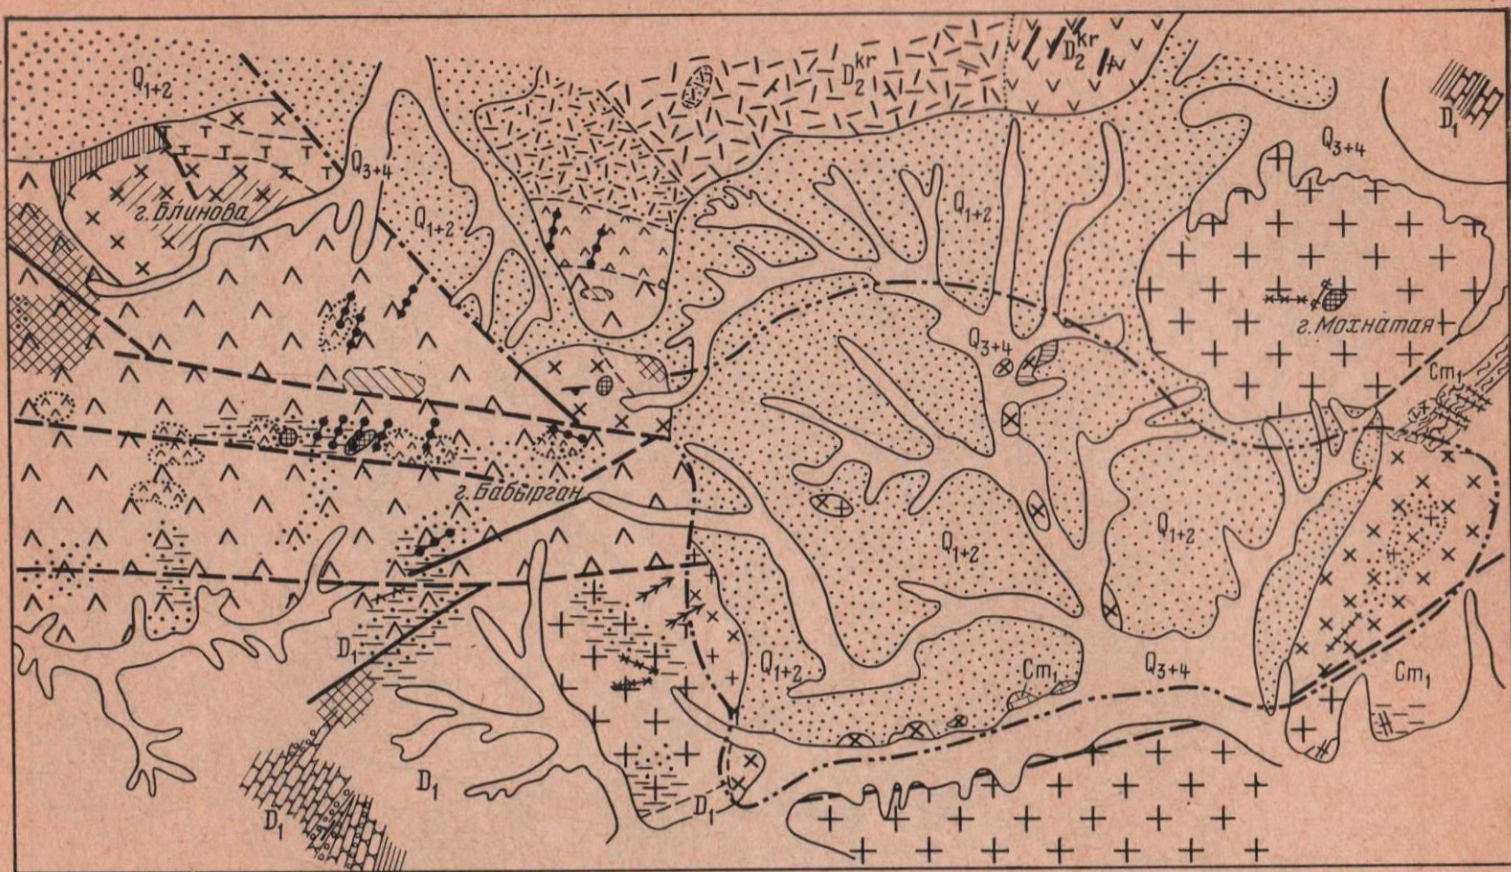 Q₁₊₂
D₂ᵏʳ
D₂ᵏʳ
D₁
Q₃₊₄
Q₃₊₄
г. Блинова
Q₁₊₂
Q₁₊₂
г. Мохнатая
Q₃₊₄
Cm₁
г. Бабырган
Q₁₊₂
Q₁₊₂
D₁
Q₁₊₂
Cm₁
Q₃₊₄
Cm₁
D₁
D₁
D₁